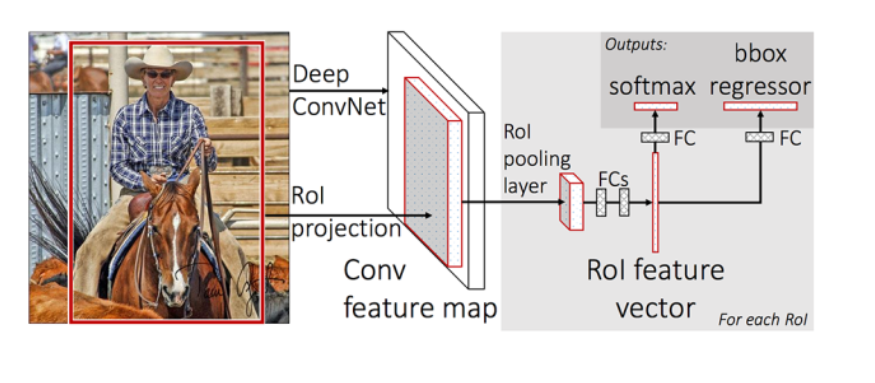 Deep
ConvNet
RoI
projection
Conv
feature map
RoI
pooling
layer
FCs
RoI feature
vector
For each RoI
Outputs:
softmax
bbox
regressor
FC
FC